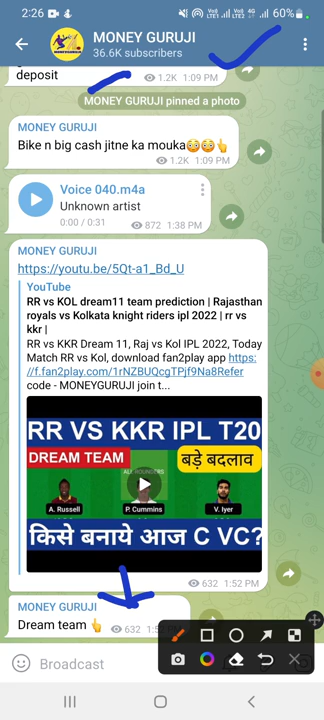 2:26
60%
MONEY GURUJI
36.6K subscribers
deposit
1.2K 1:09 PM
MONEY GURUJI pinned a photo
MONEY GURUJI
Bike n big cash jitne ka mouka😳😳👆
1.2K 1:09 PM
Voice 040.m4a
Unknown artist
0:00 / 0:31
872 1:38 PM
MONEY GURUJI
https://youtu.be/5Qt-a1_Bd_U
YouTube
RR vs KOL dream11 team prediction | Rajasthan
royals vs Kolkata knight riders ipl 2022 | rr vs
kkr |
RR vs KKR Dream 11, Raj vs Kol IPL 2022, Today
Match RR vs Kol, download fan2play app https:
//f.fan2play.com/1rNZBUQcgTPjf9Na8Refer
code - MONEYGURUJI join t...
RR VS KKR IPL T20
DREAM TEAM
ALL ROUNDERS
बड़े बदलाव
A. Russell
P. Cummins
V. Iyer
किसे बनाये आज C VC?
632 1:52 PM
MONEY GURUJI
Dream team 👆
632
Broadcast